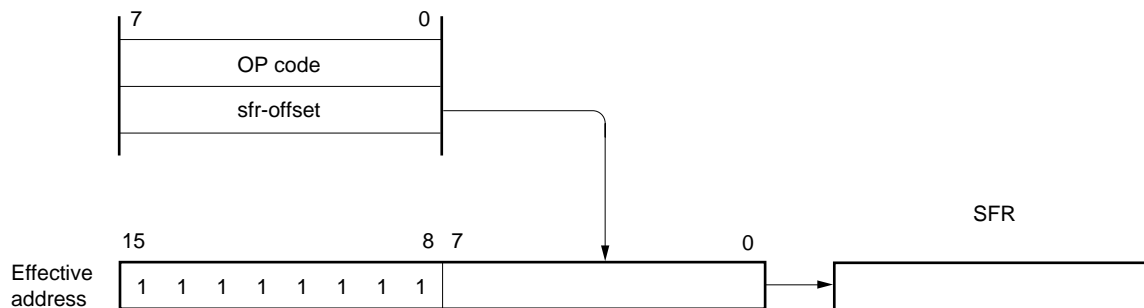 7 0
OP code
sfr-offset
SFR
15 8 7 0
Effective
address
1 1 1 1 1 1 1 1